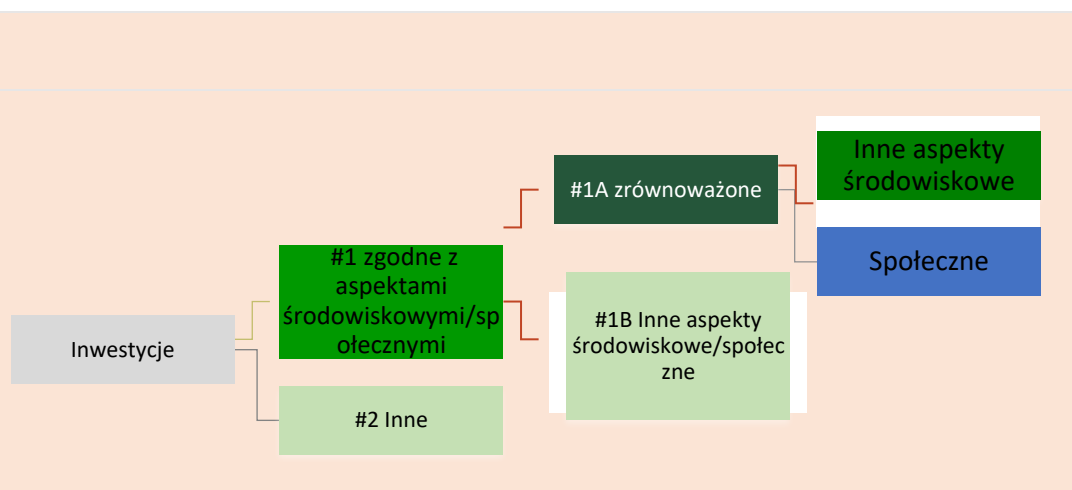 Inwestycje
#1 zgodne z
aspektami
środowiskowymi/sp
ołecznymi
#2 Inne
#1A zrównoważone
#1B Inne aspekty
środowiskowe/społec
zne
Inne aspekty
środowiskowe
Społeczne